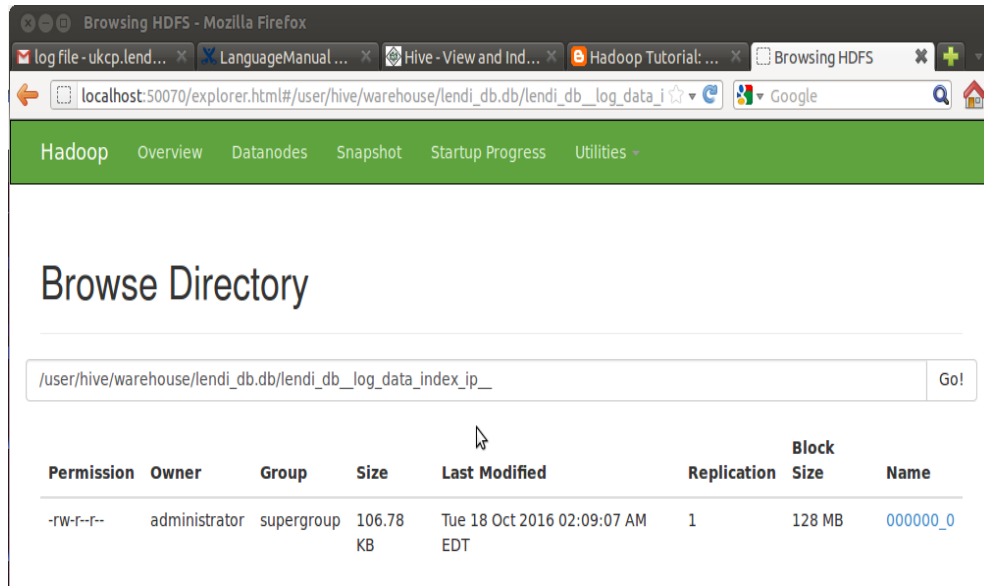 Browsing HDFS - Mozilla Firefox
log file - ukcp.lend... LanguageManual ... Hive - View and Ind... Hadoop Tutorial: ... Browsing HDFS
localhost:50070/explorer.html#/user/hive/warehouse/lendi_db.db/lendi_db__log_data_i Google
Hadoop Overview Datanodes Snapshot Startup Progress Utilities
Browse Directory
/user/hive/warehouse/lendi_db.db/lendi_db__log_data_index_ip__ Go!
Permission Owner Group Size Last Modified Replication Block Size Name
-rw-r--r-- administrator supergroup 106.78 KB Tue 18 Oct 2016 02:09:07 AM EDT 1 128 MB 000000_0